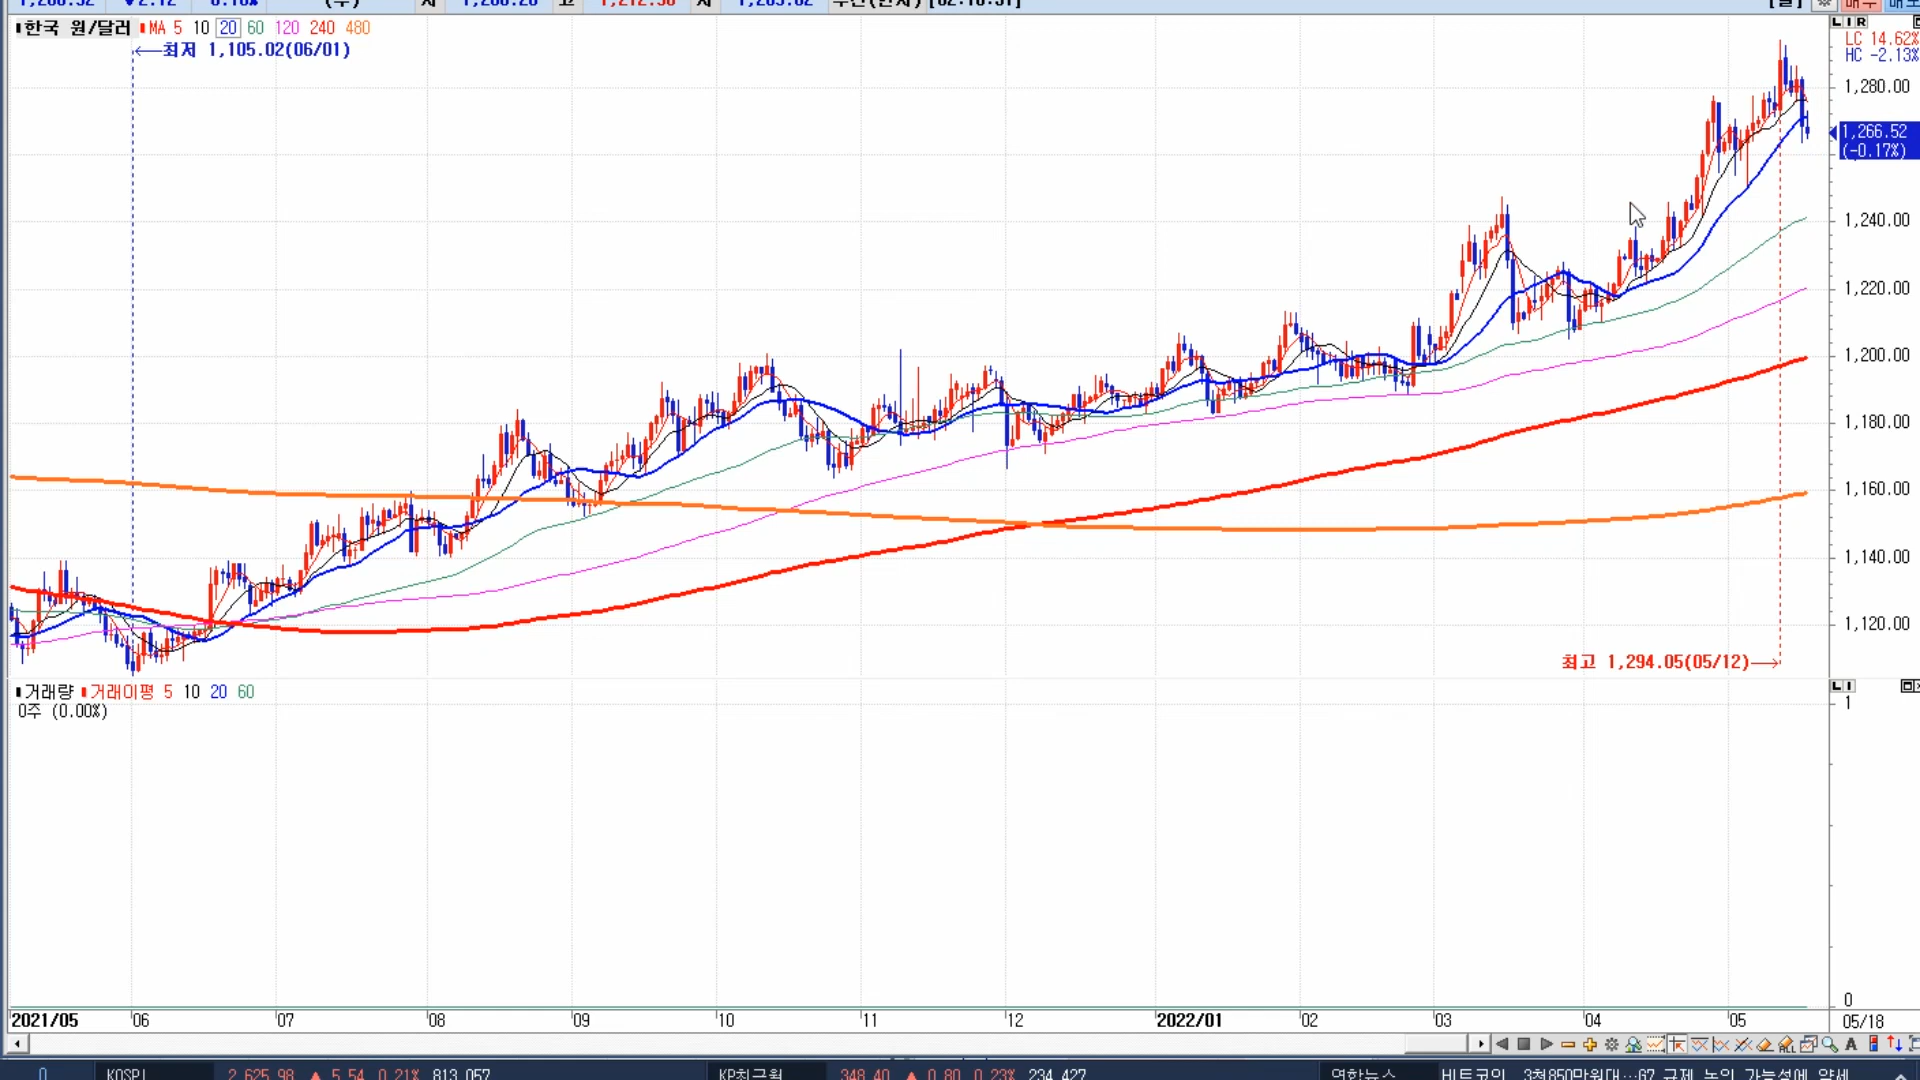 한국 원/달러 MA 5 10 20 60 120 240 480
최저 1,105.02(06/01)
LIR
LC 14.62%
HC -2.13%
1,280.00
1,266.52
(-0.17%)
1,240.00
1,220.00
1,200.00
1,180.00
1,160.00
1,140.00
1,120.00
최고 1,294.05(05/12)
거래량 거래이평 5 10 20 60
0주 (0.00%)
LI
1
0
2021/05 06 07 08 09 10 11 12 2022/01 02 03 04 05 05/18
A
0 KOSPI 2,625.98 ▲ 5.54 0.21% 813,057 348.40 ▲ 0.80 0.23% 234,427